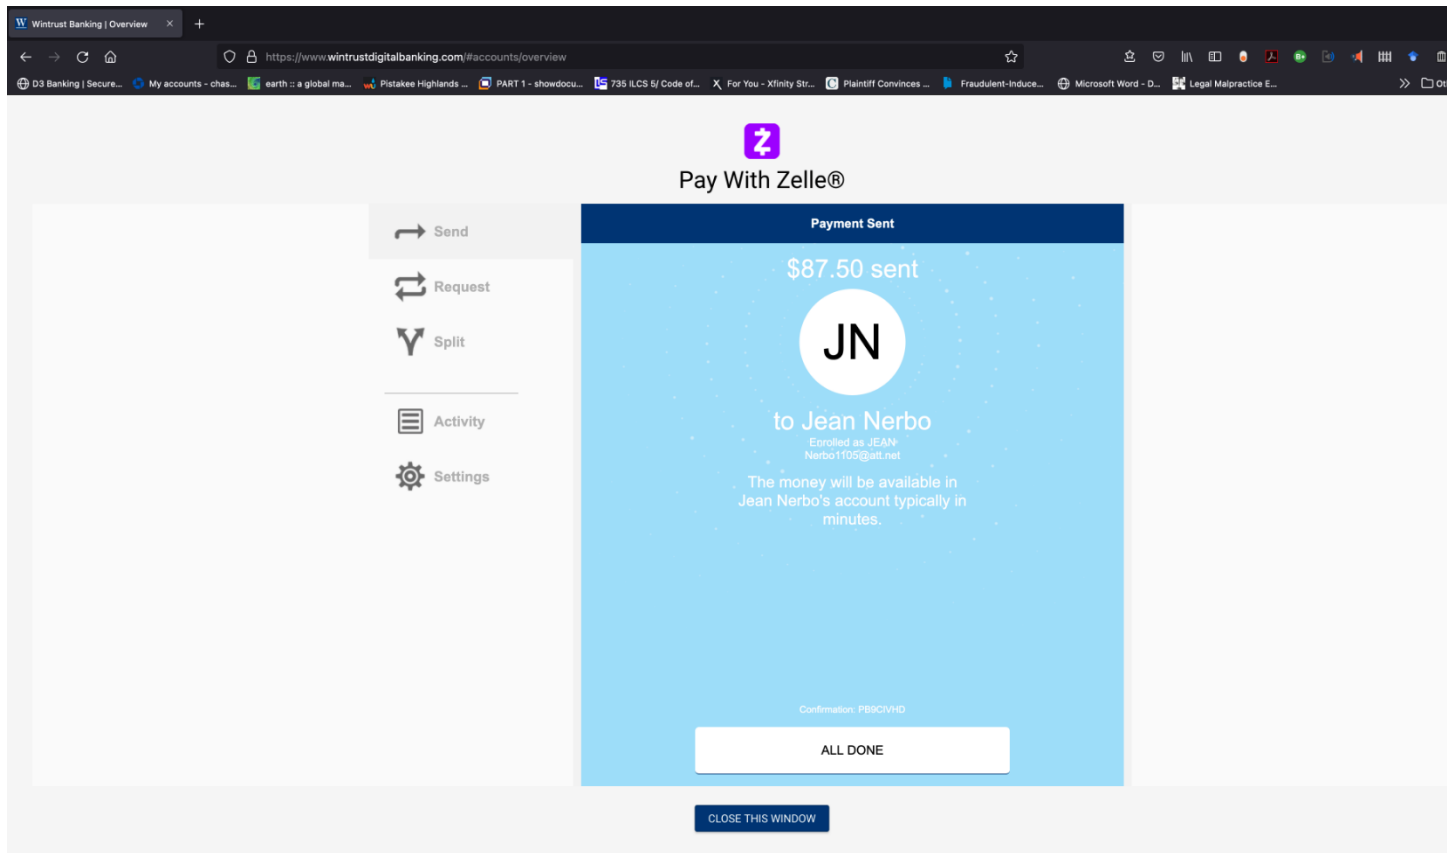 W Wintrust Banking | Overview × +
https://www.wintrustdigitalbanking.com/#accounts/overview
D3 Banking | Secure... My accounts - chas... earth :: a global ma... Pistakee Highlands ... PART 1 - showdocu... 735 ILCS 5/ Code of... For You - Xfinity Str... Plaintiff Convinces ... Fraudulent-Induce... Microsoft Word - D... Legal Malpractice E...
Pay With Zelle®
Send
Request
Split
Activity
Settings
Payment Sent
$87.50 sent
JN
to Jean Nerbo
Enrolled as JEAN
Nerbo1105@att.net
The money will be available in
Jean Nerbo's account typically in
minutes.
Confirmation: PB9CIVHD
ALL DONE
CLOSE THIS WINDOW